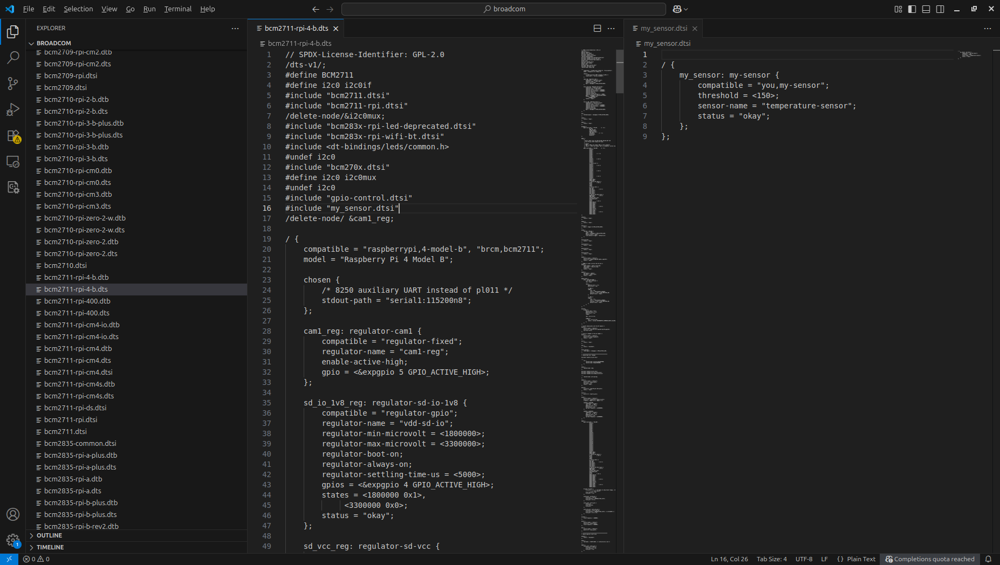 File Edit Selection View Go Run Terminal Help
broadcom
EXPLORER
BROADCOM
bcm2709-rpi-cm2.dtb
bcm2709-rpi-cm2.dts
bcm2709-rpi.dtsi
bcm2709.dtsi
bcm2710-rpi-2-b.dtb
bcm2710-rpi-2-b.dts
bcm2710-rpi-3-b-plus.dtb
bcm2710-rpi-3-b-plus.dts
bcm2710-rpi-3-b.dtb
bcm2710-rpi-3-b.dts
bcm2710-rpi-cm0.dtb
bcm2710-rpi-cm0.dts
bcm2710-rpi-cm3.dtb
bcm2710-rpi-cm3.dts
bcm2710-rpi-zero-2-w.dtb
bcm2710-rpi-zero-2-w.dts
bcm2710-rpi-zero-2.dtb
bcm2710-rpi-zero-2.dts
bcm2710.dtsi
bcm2711-rpi-4-b.dtb
bcm2711-rpi-4-b.dts
bcm2711-rpi-400.dtb
bcm2711-rpi-400.dts
bcm2711-rpi-cm4-io.dtb
bcm2711-rpi-cm4-io.dts
bcm2711-rpi-cm4.dtb
bcm2711-rpi-cm4.dts
bcm2711-rpi-cm4.dtsi
bcm2711-rpi-cm4s.dtb
bcm2711-rpi-cm4s.dts
bcm2711-rpi-ds.dtsi
bcm2711-rpi.dtsi
bcm2711.dtsi
bcm2835-common.dtsi
bcm2835-rpi-a-plus.dtb
bcm2835-rpi-a-plus.dts
bcm2835-rpi-a.dtb
bcm2835-rpi-a.dts
bcm2835-rpi-b-plus.dtb
bcm2835-rpi-b-plus.dts
bcm2835-rpi-b-rev2.dtb
OUTLINE
TIMELINE
1
bcm2711-rpi-4-b.dts
bcm2711-rpi-4-b.dts
1 // SPDX-License-Identifier: GPL-2.0
2 /dts-v1/;
3 #define BCM2711
4 #define i2c0 i2c0if
5 #include "bcm2711.dtsi"
6 #include "bcm2711-rpi.dtsi"
7 /delete-node/&i2c0mux;
8 #include "bcm283x-rpi-led-deprecated.dtsi"
9 #include "bcm283x-rpi-wifi-bt.dtsi"
10 #include <dt-bindings/leds/common.h>
11 #undef i2c0
12 #include "bcm270x.dtsi"
13 #define i2c0 i2c0mux
14 #undef i2c0
15 #include "gpio-control.dtsi"
16 #include "my_sensor.dtsi"
17 /delete-node/ &cam1_reg;
18
19 / {
20 compatible = "raspberrypi,4-model-b", "brcm,bcm2711";
21 model = "Raspberry Pi 4 Model B";
22
23 chosen {
24 /* 8250 auxiliary UART instead of pl011 */
25 stdout-path = "serial1:115200n8";
26 };
27
28 cam1_reg: regulator-cam1 {
29 compatible = "regulator-fixed";
30 regulator-name = "cam1-reg";
31 enable-active-high;
32 gpio = <&expgpio 5 GPIO_ACTIVE_HIGH>;
33 };
34
35 sd_io_1v8_reg: regulator-sd-io-1v8 {
36 compatible = "regulator-gpio";
37 regulator-name = "vdd-sd-io";
38 regulator-min-microvolt = <1800000>;
39 regulator-max-microvolt = <3300000>;
40 regulator-boot-on;
41 regulator-always-on;
42 regulator-settling-time-us = <5000>;
43 gpios = <&expgpio 4 GPIO_ACTIVE_HIGH>;
44 states = <1800000 0x1>,
45 <3300000 0x0>;
46 status = "okay";
47 };
48
49 sd_vcc_reg: regulator-sd-vcc {
my_sensor.dtsi
my_sensor.dtsi
1
2 / {
3 my_sensor: my-sensor {
4 compatible = "you,my-sensor";
5 threshold = <150>;
6 sensor-name = "temperature-sensor";
7 status = "okay";
8 };
9 };
0 0
Ln 16, Col 26 Tab Size: 4 UTF-8 LF {} Plain Text Completions quota reached